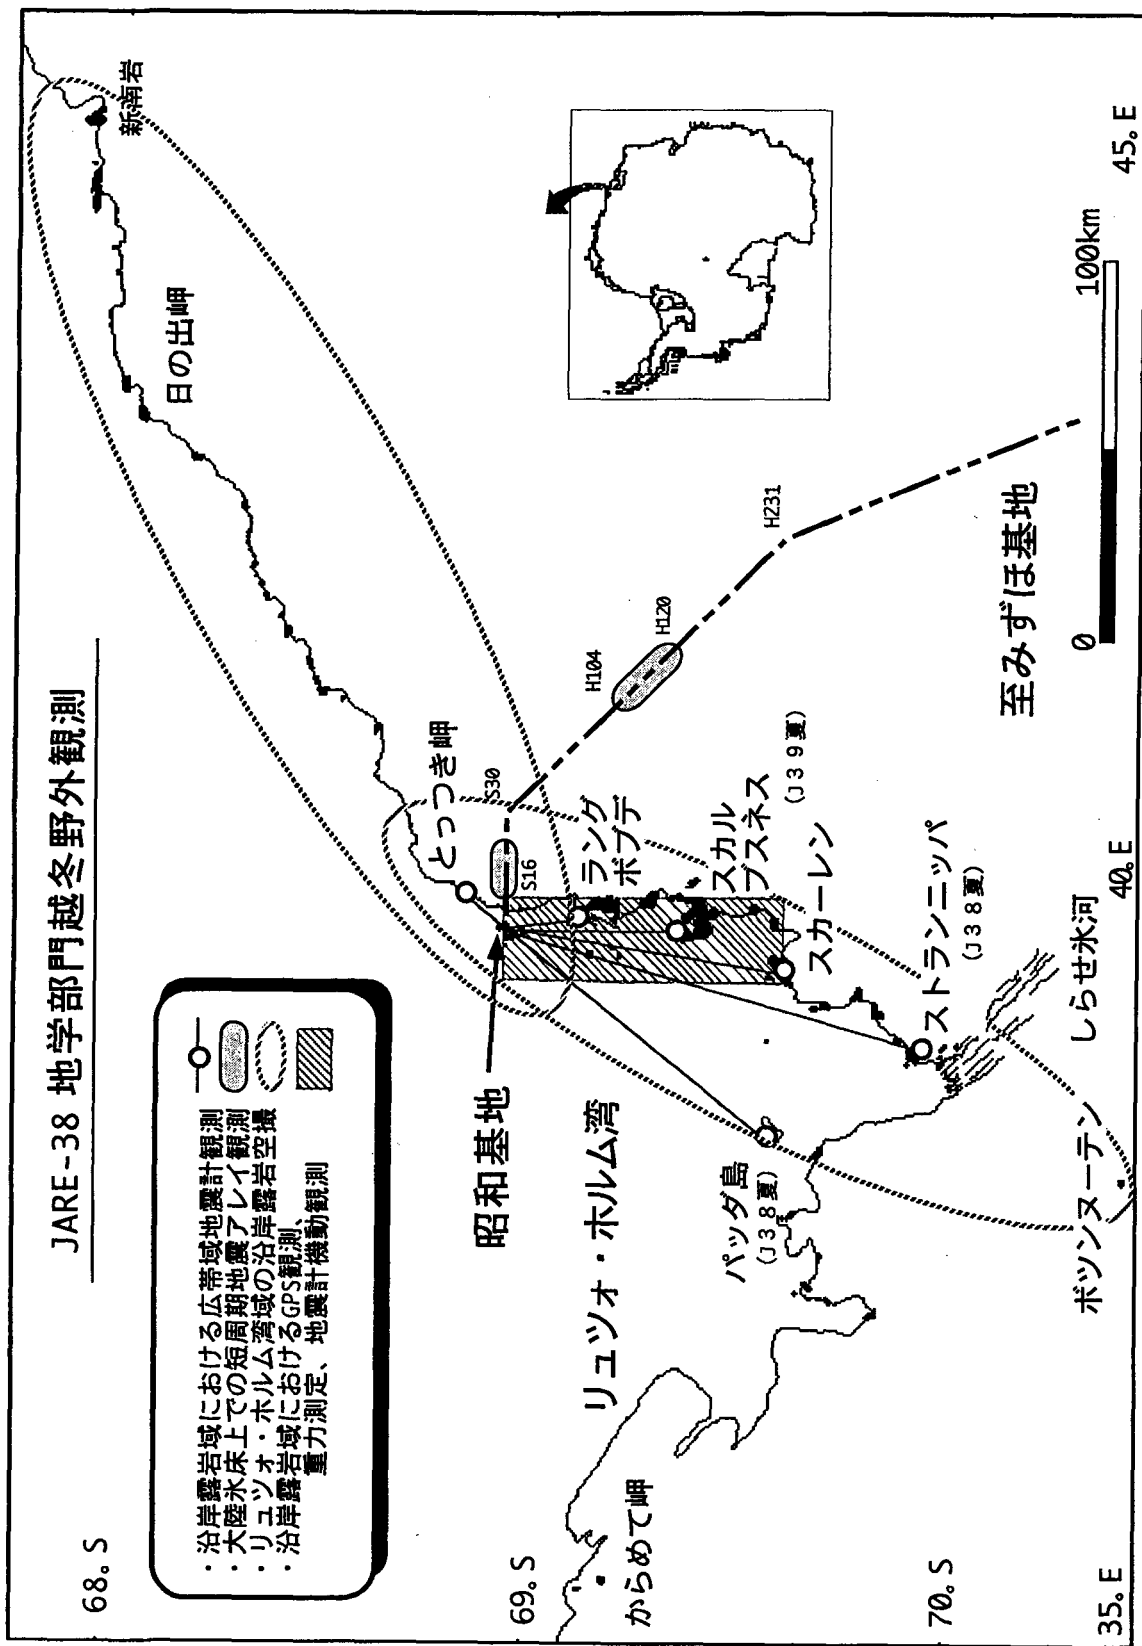 JARE-38 地学部門越冬野外観測
・沿岸露岩域における広帯域地震計観測
・大陸氷床上での短周期地震アレイ観測
・リュツォ・ホルム湾域の沿岸露岩空撮
・沿岸露岩域におけるGPS観測、
重力測定、地震計機動観測
68. S
69. S
70. S
35. E
40. E
45. E
新南岩
日の出岬
とっつき岬
昭和基地
S16
S30
H104
H120
H231
ラング
ボブデ
スカル
ブスネス
(J39夏)
スカーレン
ストランニッパ
(J38夏)
しらせ氷河
リュツォ・ホルム湾
パッダ島
(J38夏)
ボツンヌーテン
からめて岬
至みずほ基地
0
100km